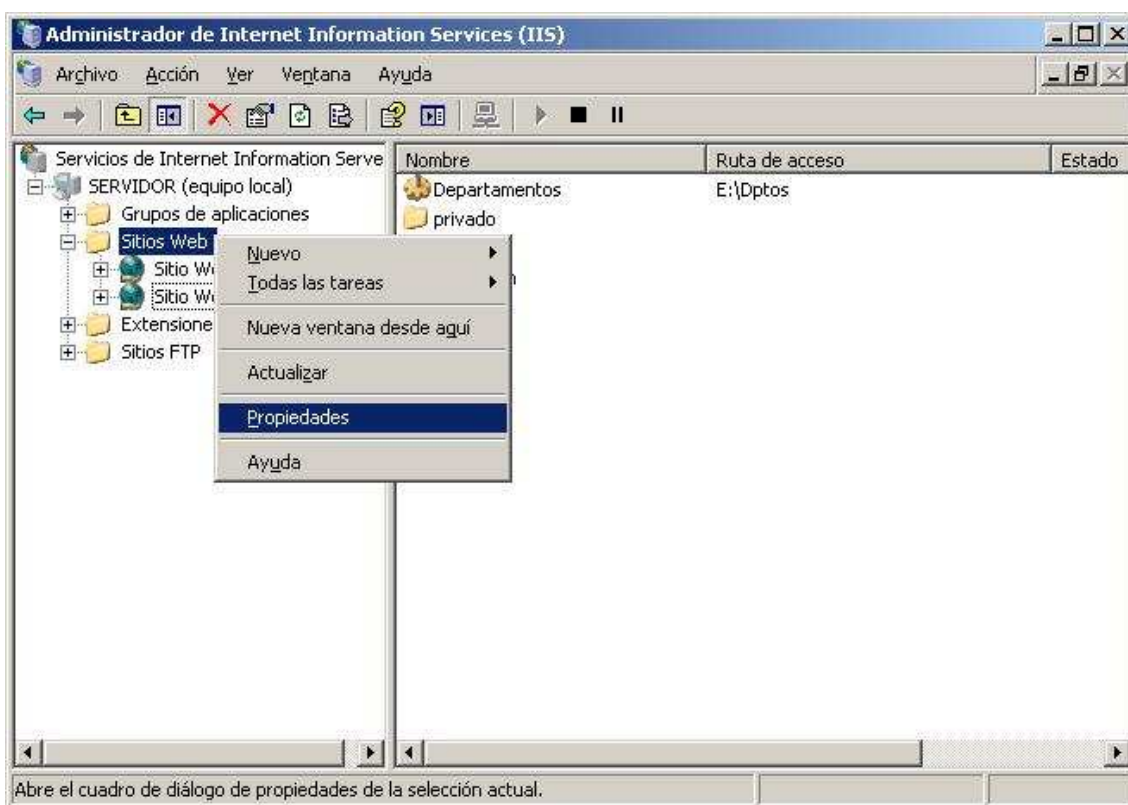 Administrador de Internet Information Services (IIS)
Archivo Acción Ver Ventana Ayuda
Servicios de Internet Information Serve
SERVIDOR (equipo local)
Grupos de aplicaciones
Sitios Web
Sitio
Sitio
Extensione
Sitios FTP
Nombre Ruta de acceso Estado
Departamentos E:\Dptos
privado
Nuevo
Todas las tareas
Nueva ventana desde aquí
Actualizar
Propiedades
Ayuda
Abre el cuadro de diálogo de propiedades de la selección actual.